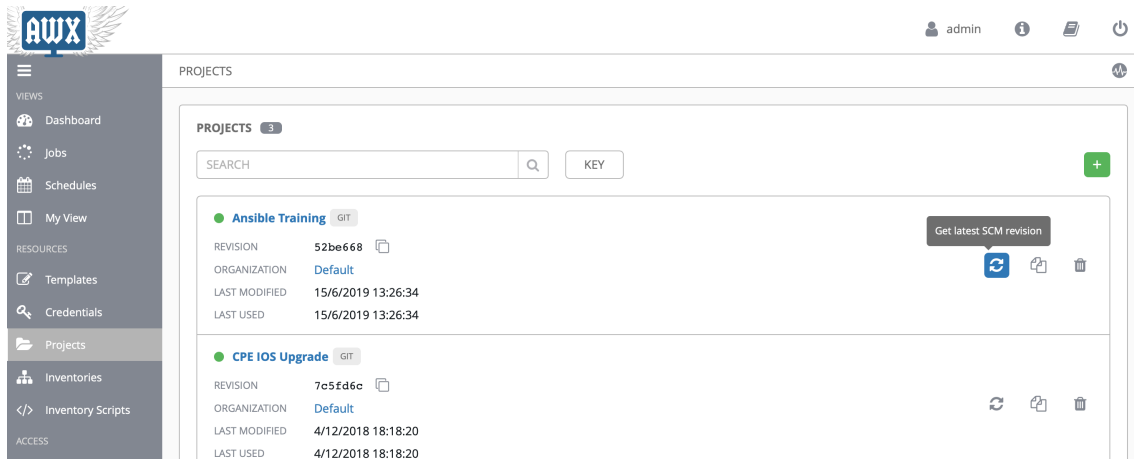 AWX
admin
PROJECTS
VIEWS
Dashboard
Jobs
Schedules
My View
RESOURCES
Templates
Credentials
Projects
Inventories
Inventory Scripts
ACCESS
PROJECTS 3
SEARCH
KEY
+
Ansible Training GIT
REVISION 52be668
ORGANIZATION Default
LAST MODIFIED 15/6/2019 13:26:34
LAST USED 15/6/2019 13:26:34
Get latest SCM revision
CPE IOS Upgrade GIT
REVISION 7c5fd6c
ORGANIZATION Default
LAST MODIFIED 4/12/2018 18:18:20
LAST USED 4/12/2018 18:18:20